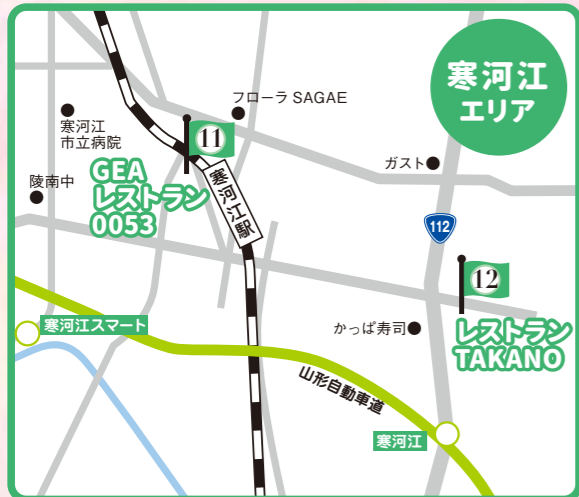 寒河江
エリア
フローラ SAGAE
寒河江
市立病院
11
ガスト
GEA
レストラン
0053
陵南中
寒河江駅
112
12
かっぱ寿司
レストラン
TAKANO
寒河江スマート
山形自動車道
寒河江